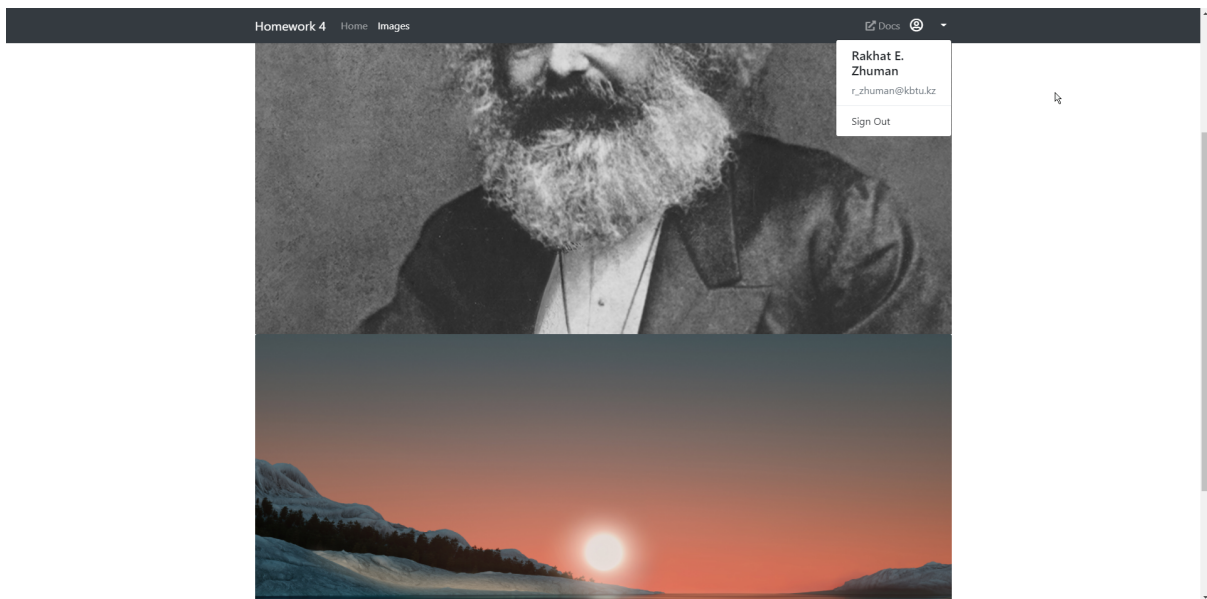 Homework 4 Home Images Docs
Rakhat E.
Zhuman
r_zhuman@kbtu.kz
Sign Out